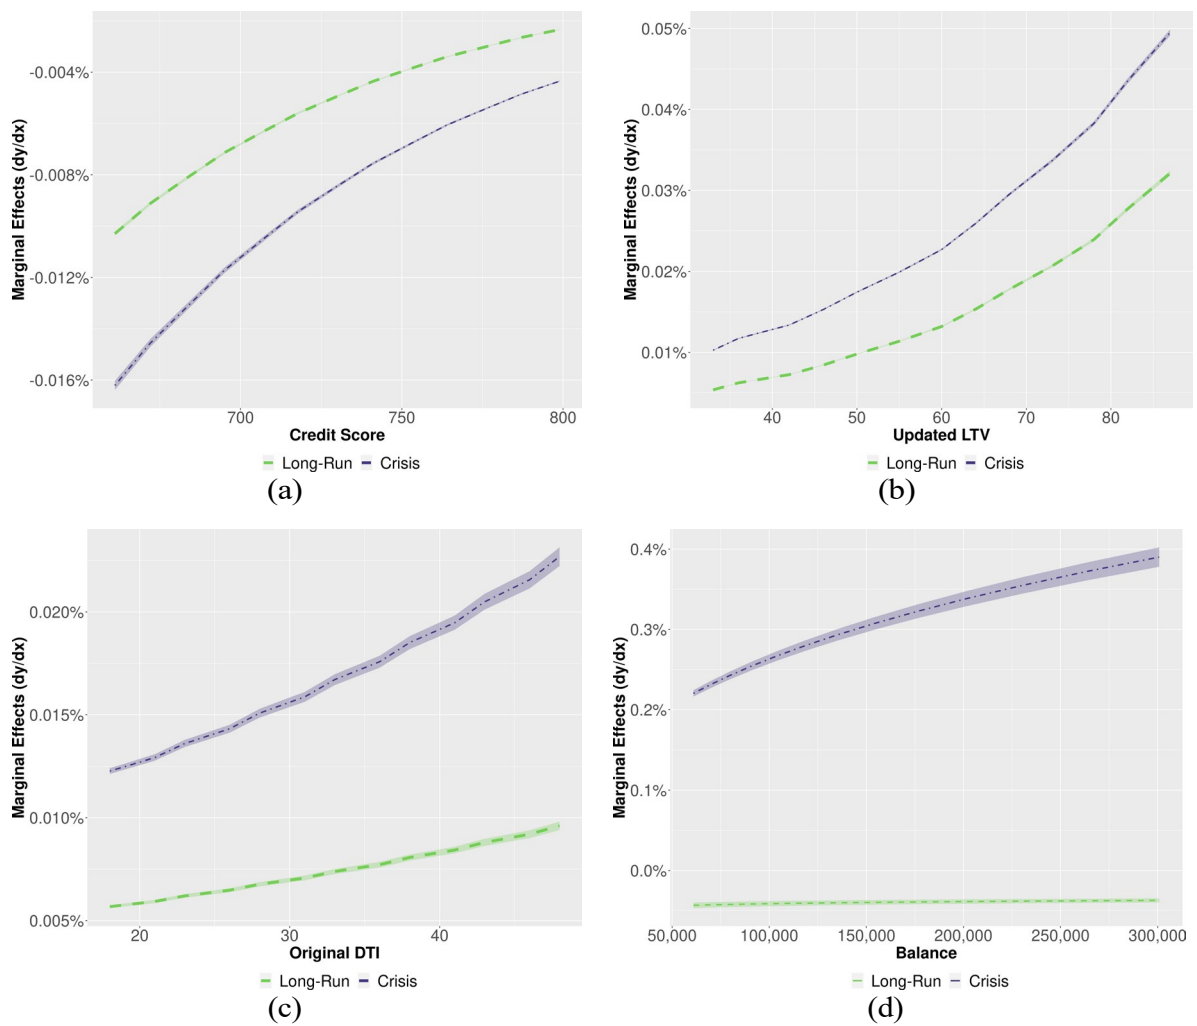 Marginal Effects (dy/dx)
-0.004%
-0.008%
-0.012%
-0.016%
700
750
800
Credit Score
Long-Run Crisis
(a)
Marginal Effects (dy/dx)
0.05%
0.04%
0.03%
0.02%
0.01%
40
50
60
70
80
Updated LTV
Long-Run Crisis
(b)
Marginal Effects (dy/dx)
0.020%
0.015%
0.010%
0.005%
20
30
40
Original DTI
Long-Run Crisis
(c)
Marginal Effects (dy/dx)
0.4%
0.3%
0.2%
0.1%
0.0%
50,000
100,000
150,000
200,000
250,000
300,000
Balance
Long-Run Crisis
(d)